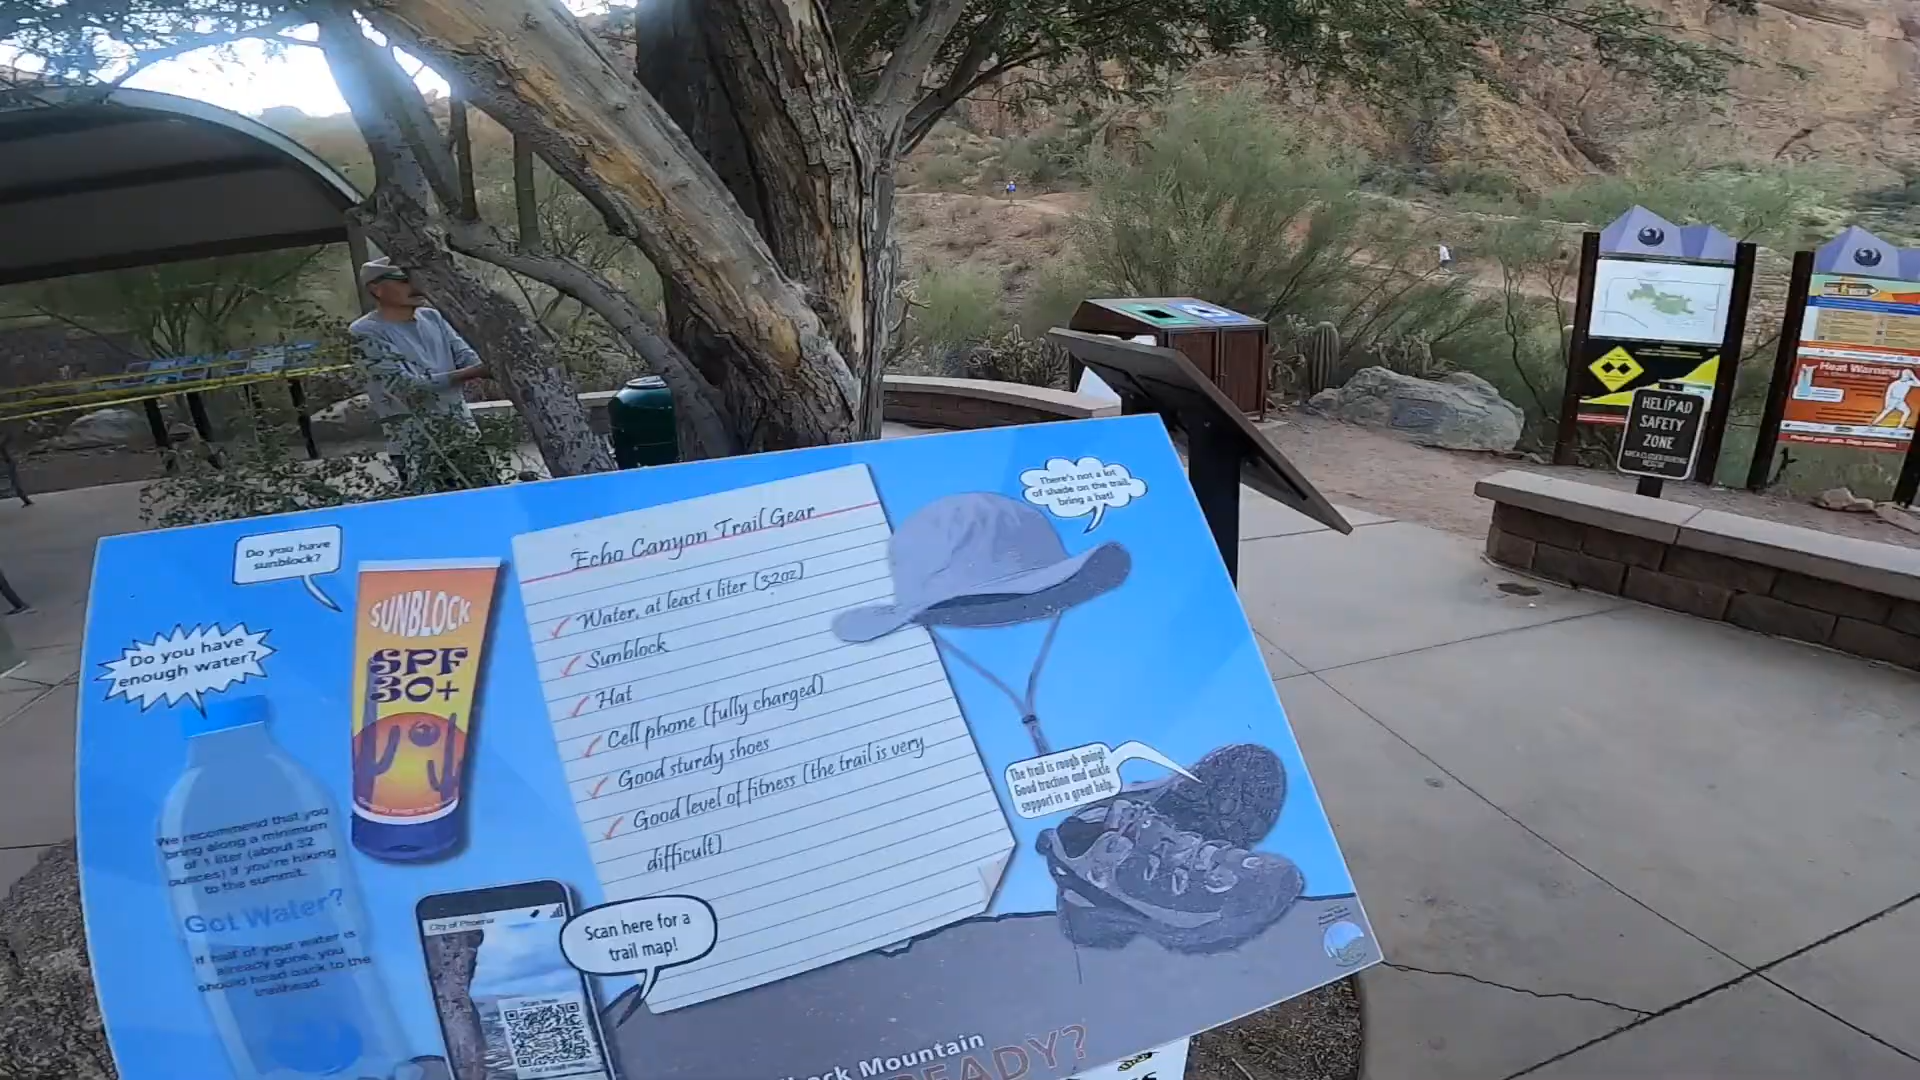 Do you have
sunblock?
Do you have
enough water?
SUNBLOCK
SPF
30+
We recommend that you
bring along a minimum
of 1 liter (about 32
ounces) if you're hiking
to the summit.
Got Water?
If half of your water is
already gone, you
should head back to the
trailhead.
Echo Canyon Trail Gear
Water, at least 1 liter (32oz)
Sunblock
Hat
Cell phone (fully charged)
Good sturdy shoes
Good level of fitness (the trail is very
difficult)
There's not a lot
of shade on the trail,
bring a hat!
The trail is rough going!
Good traction and ankle
support is a great help.
City of Phoenix
Scan here
Scan here for a
trail map!
Mountain
READY?
HELIPAD
SAFETY
ZONE
AREA CLOSED DURING
RESCUE
Heat Warning